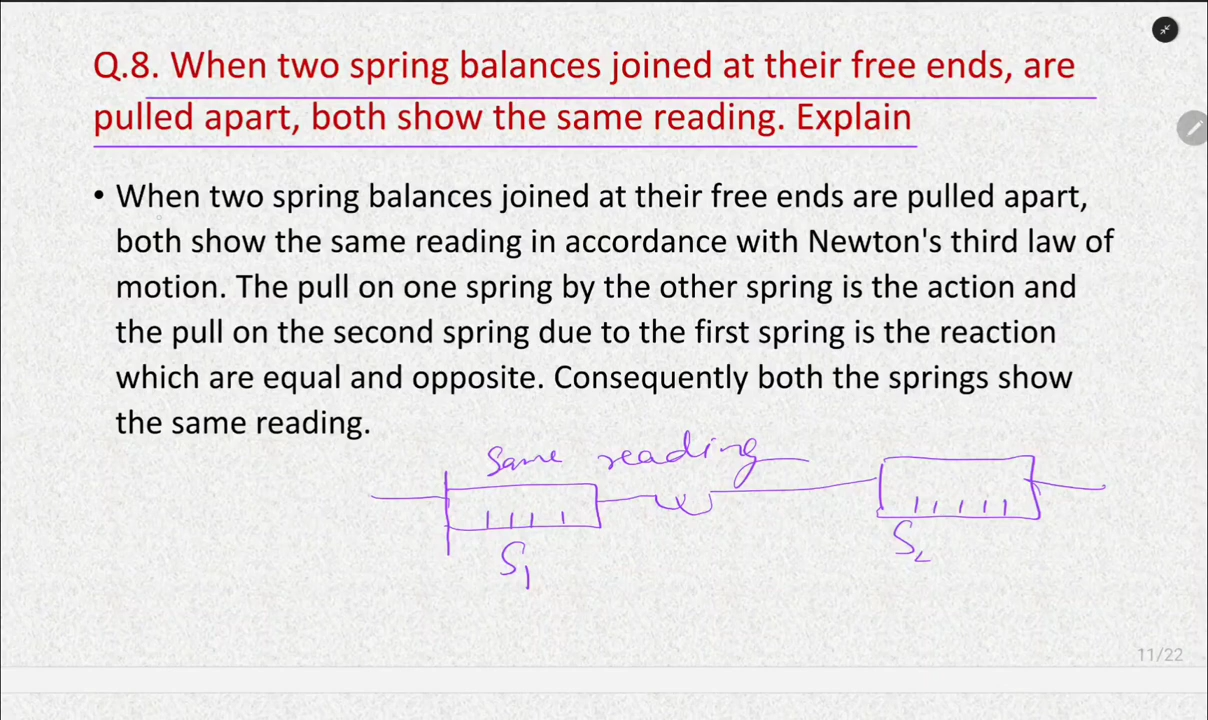 Q.8. When two spring balances joined at their free ends, are
pulled apart, both show the same reading. Explain
• When two spring balances joined at their free ends are pulled apart,
both show the same reading in accordance with Newton's third law of
motion. The pull on one spring by the other spring is the action and
the pull on the second spring due to the first spring is the reaction
which are equal and opposite. Consequently both the springs show
the same reading.
Same reading
S1
S2
11/22